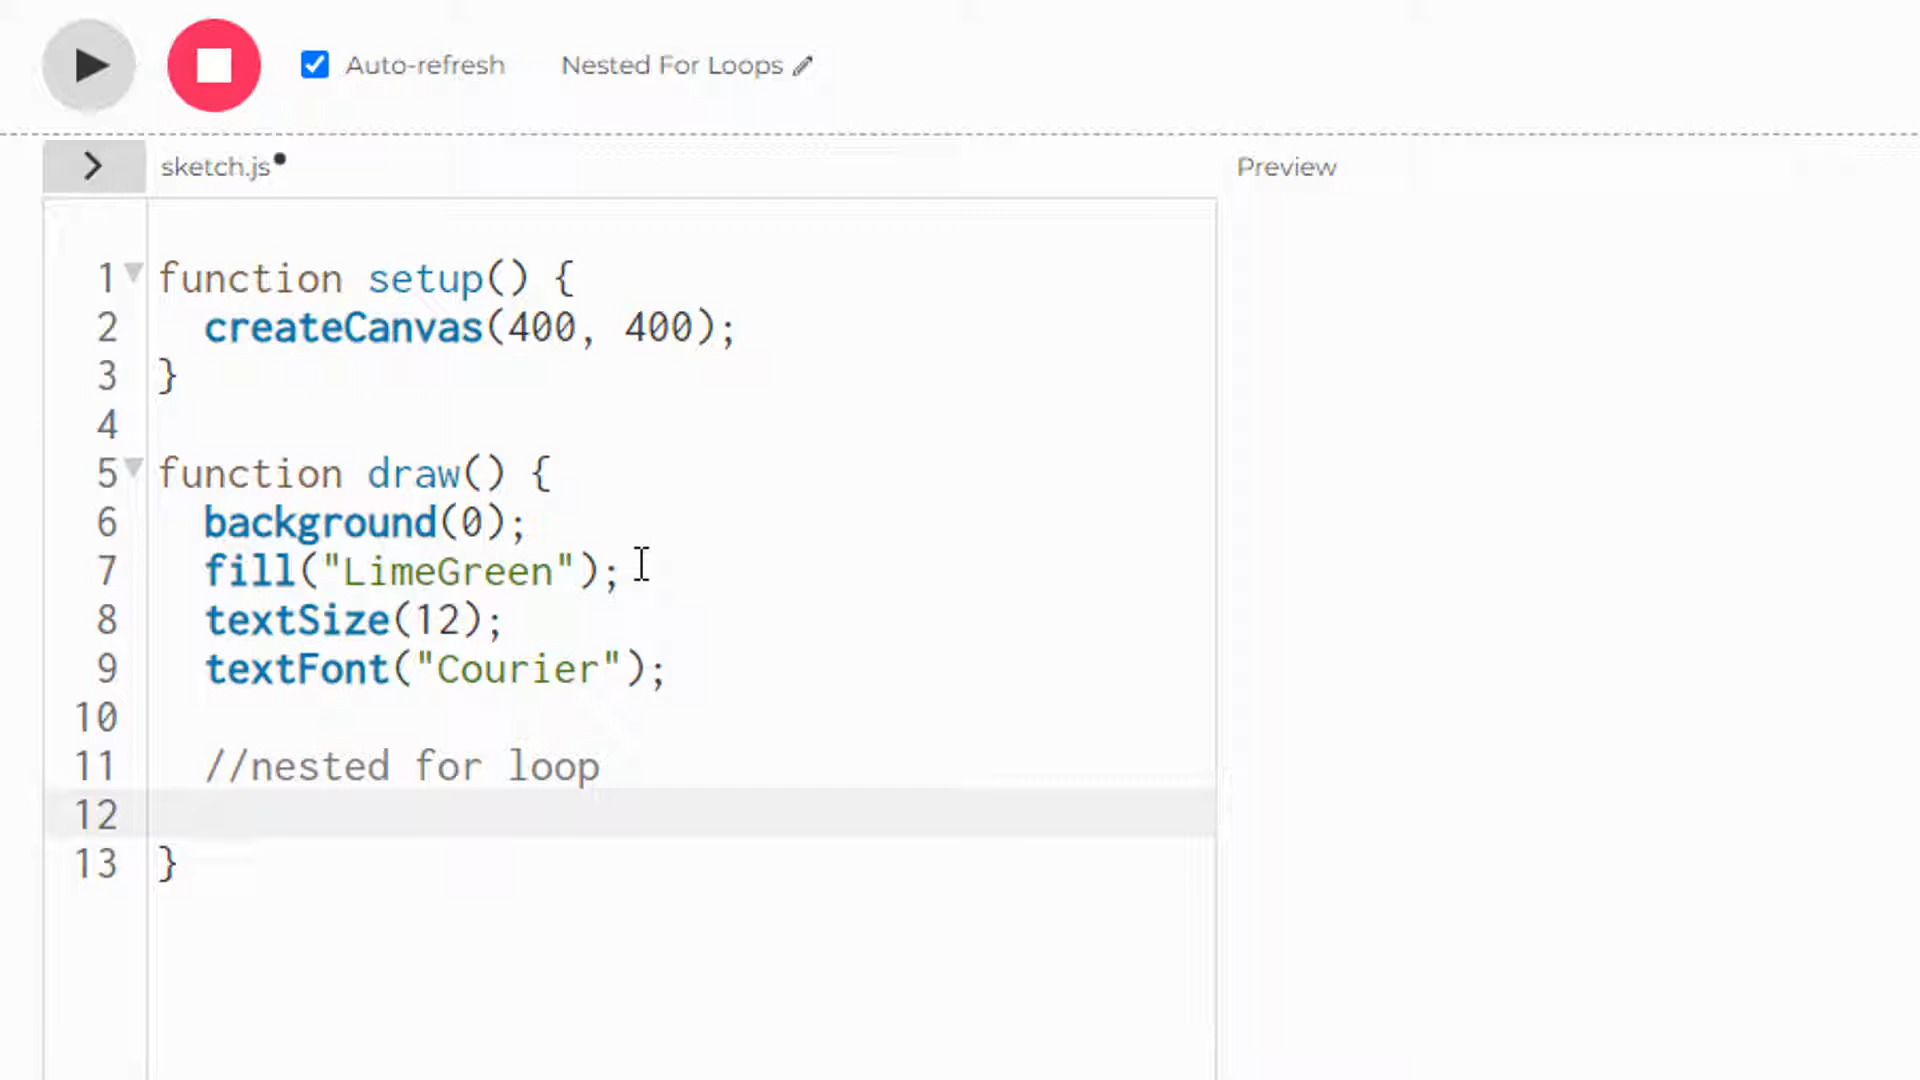 Auto-refresh Nested For Loops
sketch.js Preview
1 function setup() {
2 createCanvas(400, 400);
3 }
4
5 function draw() {
6 background(0);
7 fill("LimeGreen");
8 textSize(12);
9 textFont("Courier");
10
11 //nested for loop
12
13 }